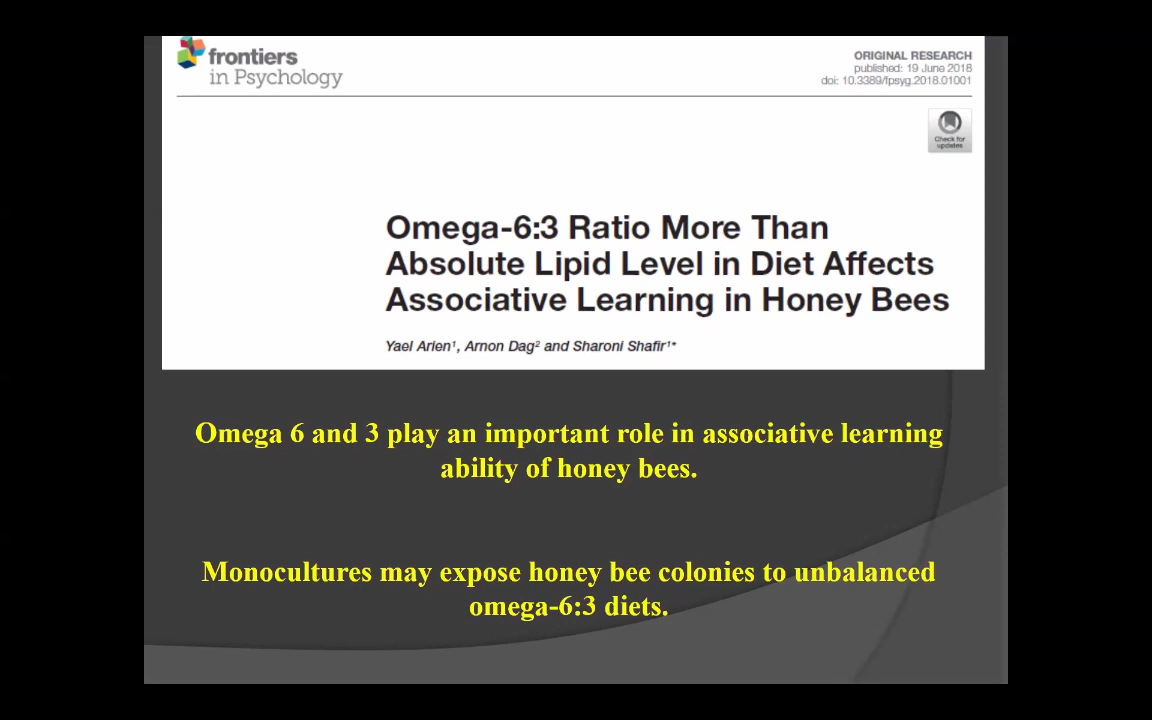 frontiers
in Psychology
ORIGINAL RESEARCH
published: 19 June 2018
doi: 10.3389/fpsyg.2018.01001
Check for
updates
Omega-6:3 Ratio More Than
Absolute Lipid Level in Diet Affects
Associative Learning in Honey Bees
Yael Arien¹, Arnon Dag² and Sharoni Shafir¹*
Omega 6 and 3 play an important role in associative learning
ability of honey bees.
Monocultures may expose honey bee colonies to unbalanced
omega-6:3 diets.